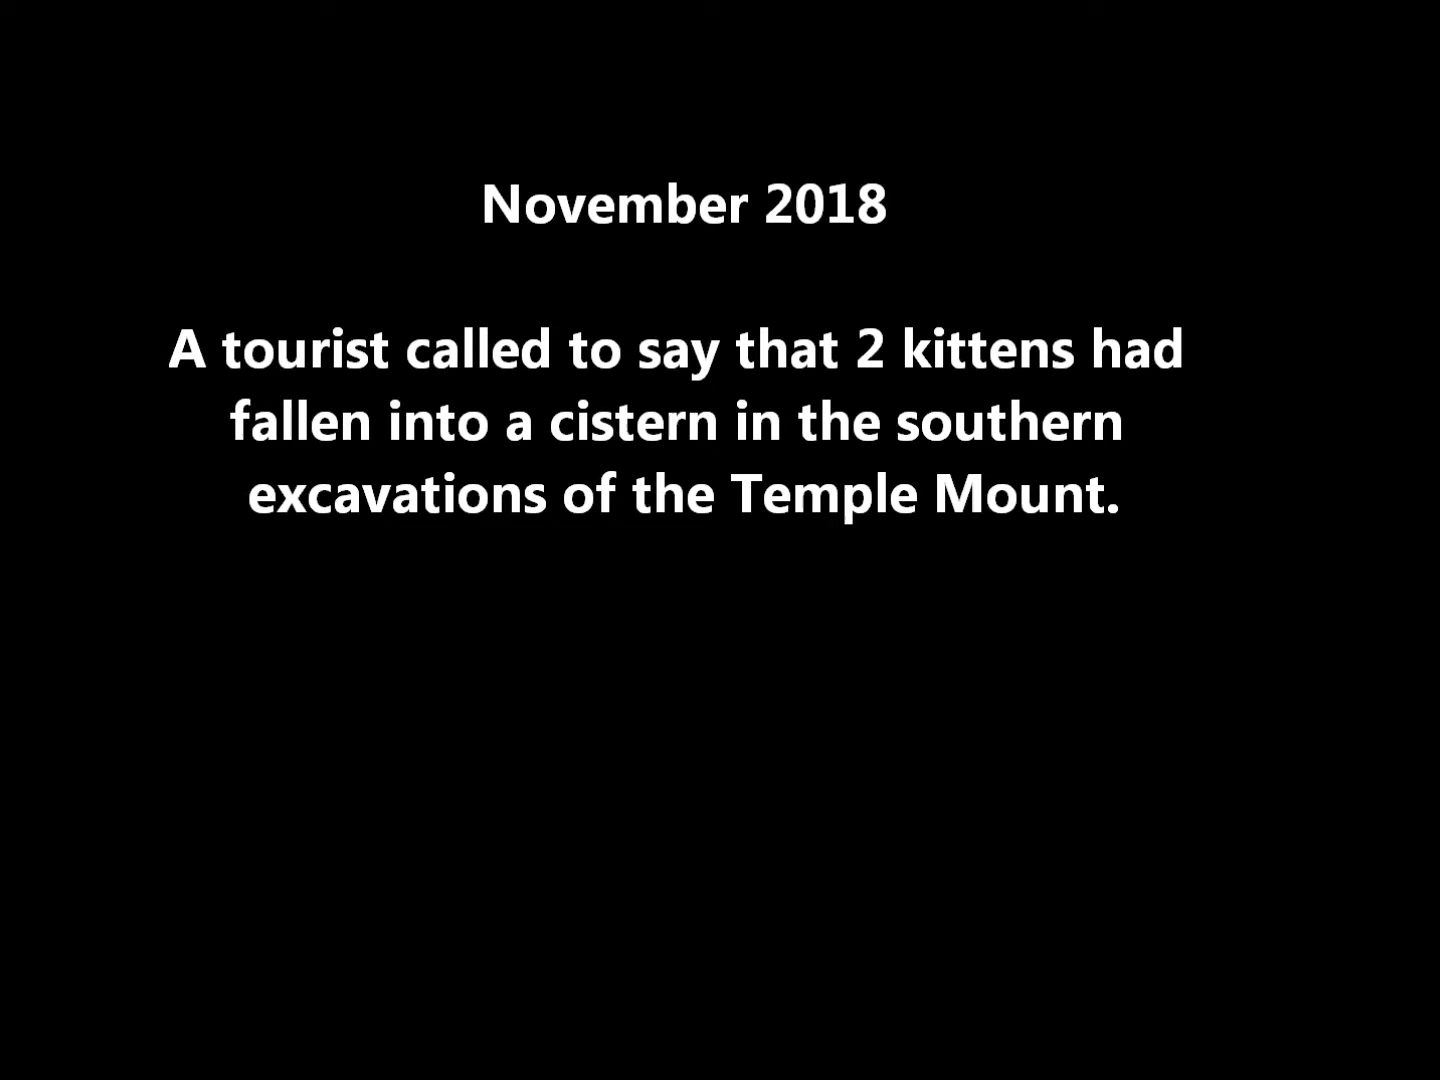 November 2018
A tourist called to say that 2 kittens had
fallen into a cistern in the southern
excavations of the Temple Mount.